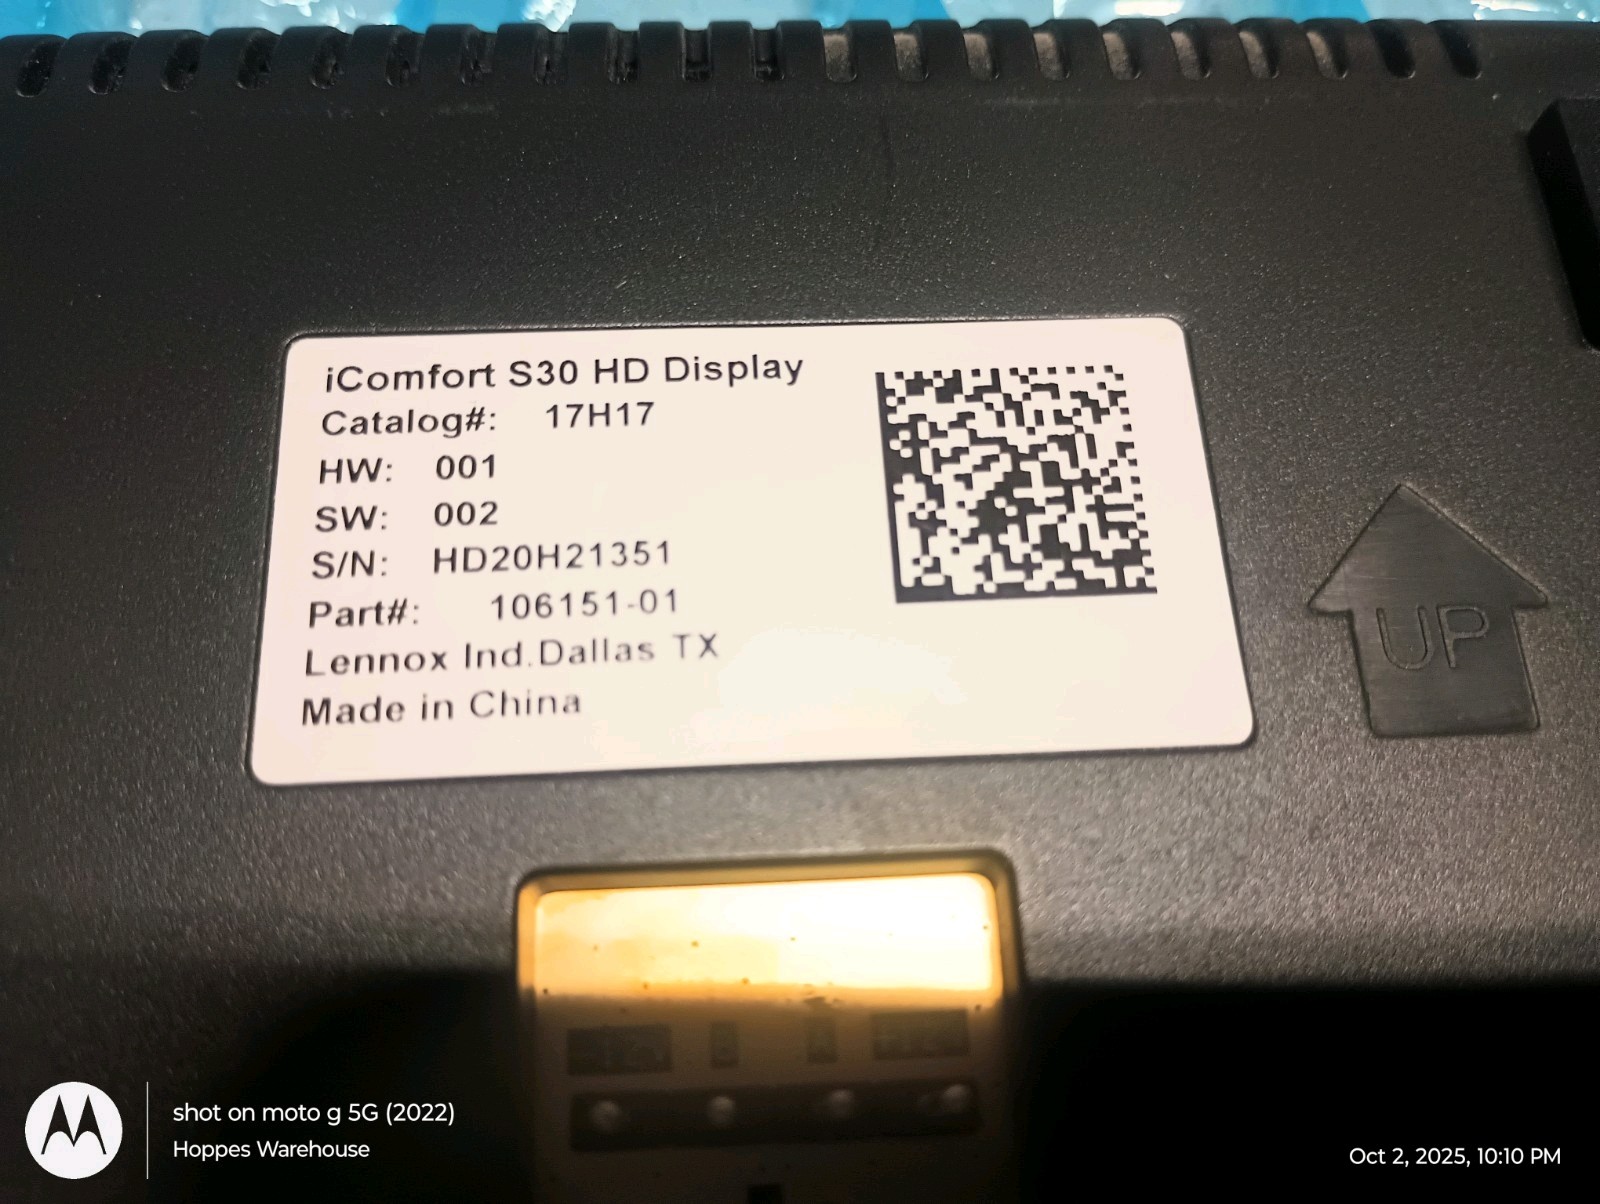 iComfort S30 HD Display
Catalog#: 17H17
HW: 001
SW: 002
S/N: HD20H21351
Part#: 106151-01
Lennox Ind.Dallas TX
Made in China
UP
shot on moto g 5G (2022)
Hoppes Warehouse
Oct 2, 2025, 10:10 PM